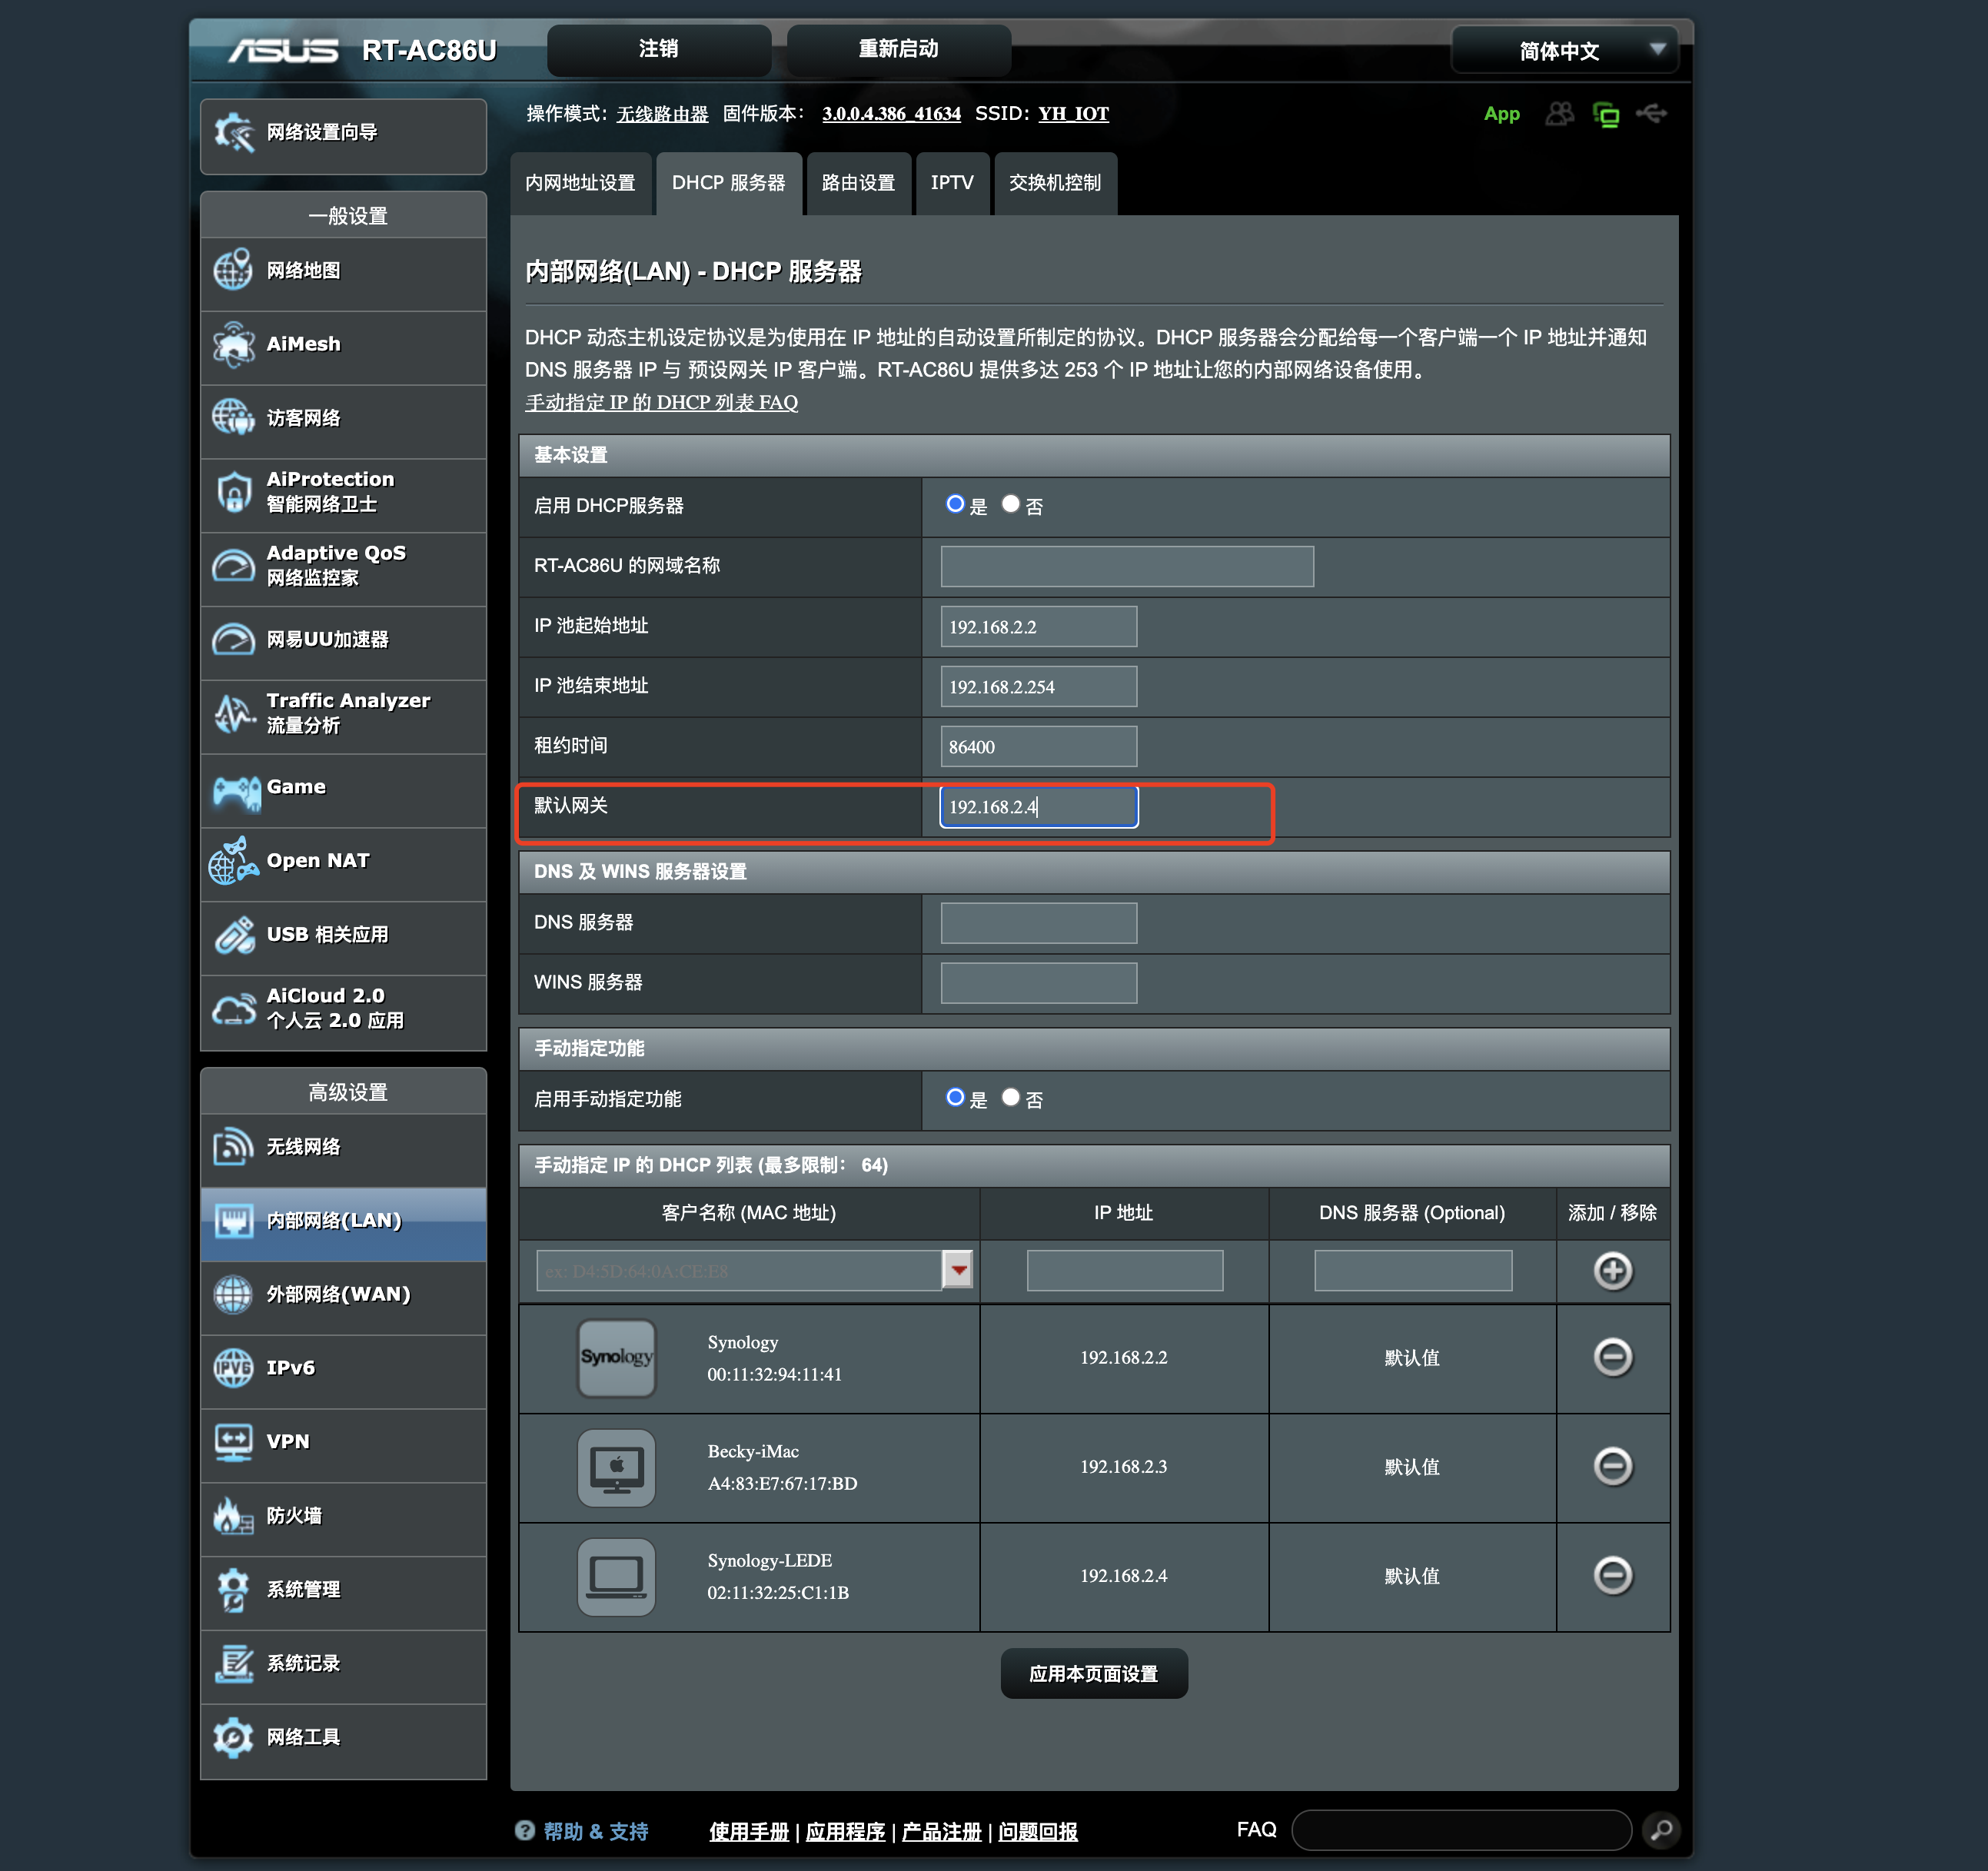 ASUS RT-AC86U 注销 重新启动 简体中文
操作模式: 无线路由器 固件版本: 3.0.0.4.386_41634 SSID: YH_IOT App
网络设置向导
一般设置
网络地图
AiMesh
访客网络
AiProtection
智能网络卫士
Adaptive QoS
网络监控家
网易UU加速器
Traffic Analyzer
流量分析
Game
Open NAT
USB 相关应用
AiCloud 2.0
个人云 2.0 应用
高级设置
无线网络
内部网络(LAN)
外部网络(WAN)
IPv6
VPN
防火墙
系统管理
系统记录
网络工具
内网地址设置 DHCP 服务器 路由设置 IPTV 交换机控制
内部网络(LAN) - DHCP 服务器
DHCP 动态主机设定协议是为使用在 IP 地址的自动设置所制定的协议。DHCP 服务器会分配给每一个客户端一个 IP 地址并通知
DNS 服务器 IP 与 预设网关 IP 客户端。RT-AC86U 提供多达 253 个 IP 地址让您的内部网络设备使用。
手动指定 IP 的 DHCP 列表 FAQ
基本设置
启用 DHCP服务器 是 否
RT-AC86U 的网域名称
IP 池起始地址 192.168.2.2
IP 池结束地址 192.168.2.254
租约时间 86400
默认网关 192.168.2.4
DNS 及 WINS 服务器设置
DNS 服务器
WINS 服务器
手动指定功能
启用手动指定功能 是 否
手动指定 IP 的 DHCP 列表 (最多限制: 64)
客户名称 (MAC 地址) IP 地址 DNS 服务器 (Optional) 添加 / 移除
ex: D4:5D:64:0A:CE:E8
Synology
Synology
00:11:32:94:11:41
192.168.2.2 默认值
Becky-iMac
A4:83:E7:67:17:BD
192.168.2.3 默认值
Synology-LEDE
02:11:32:25:C1:1B
192.168.2.4 默认值
应用本页面设置
帮助 & 支持 使用手册 | 应用程序 | 产品注册 | 问题回报 FAQ